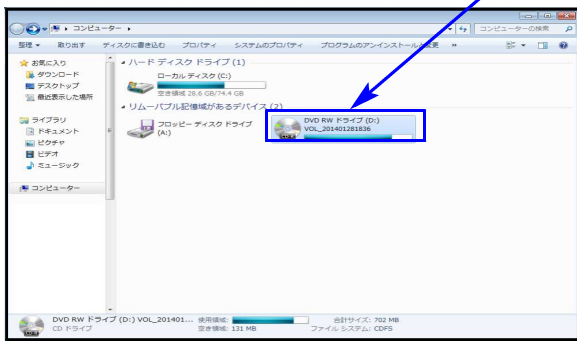 コンピューター
コンピューターの検索
整理
取り出す
ディスクに書き込む
プロパティ
システムのプロパティ
プログラムのアンインストール
変更
»
お気に入り
ダウンロード
デスクトップ
最近表示した場所
ライブラリ
ドキュメント
ピクチャ
ビデオ
ミュージック
コンピューター
ハード ディスク ドライブ (1)
ローカル ディスク (C:)
空き領域 28.6 GB/74.4 GB
リムーバブル記憶域があるデバイス (2)
フロッピー ディスク ドライブ
(A:)
DVD RW ドライブ (D:)
VOL_201401281836
DVD RW ドライブ (D:) VOL_201401... 使用領域: 合計サイズ: 702 MB
CD ドライブ 空き領域: 131 MB ファイル システム: CDFS